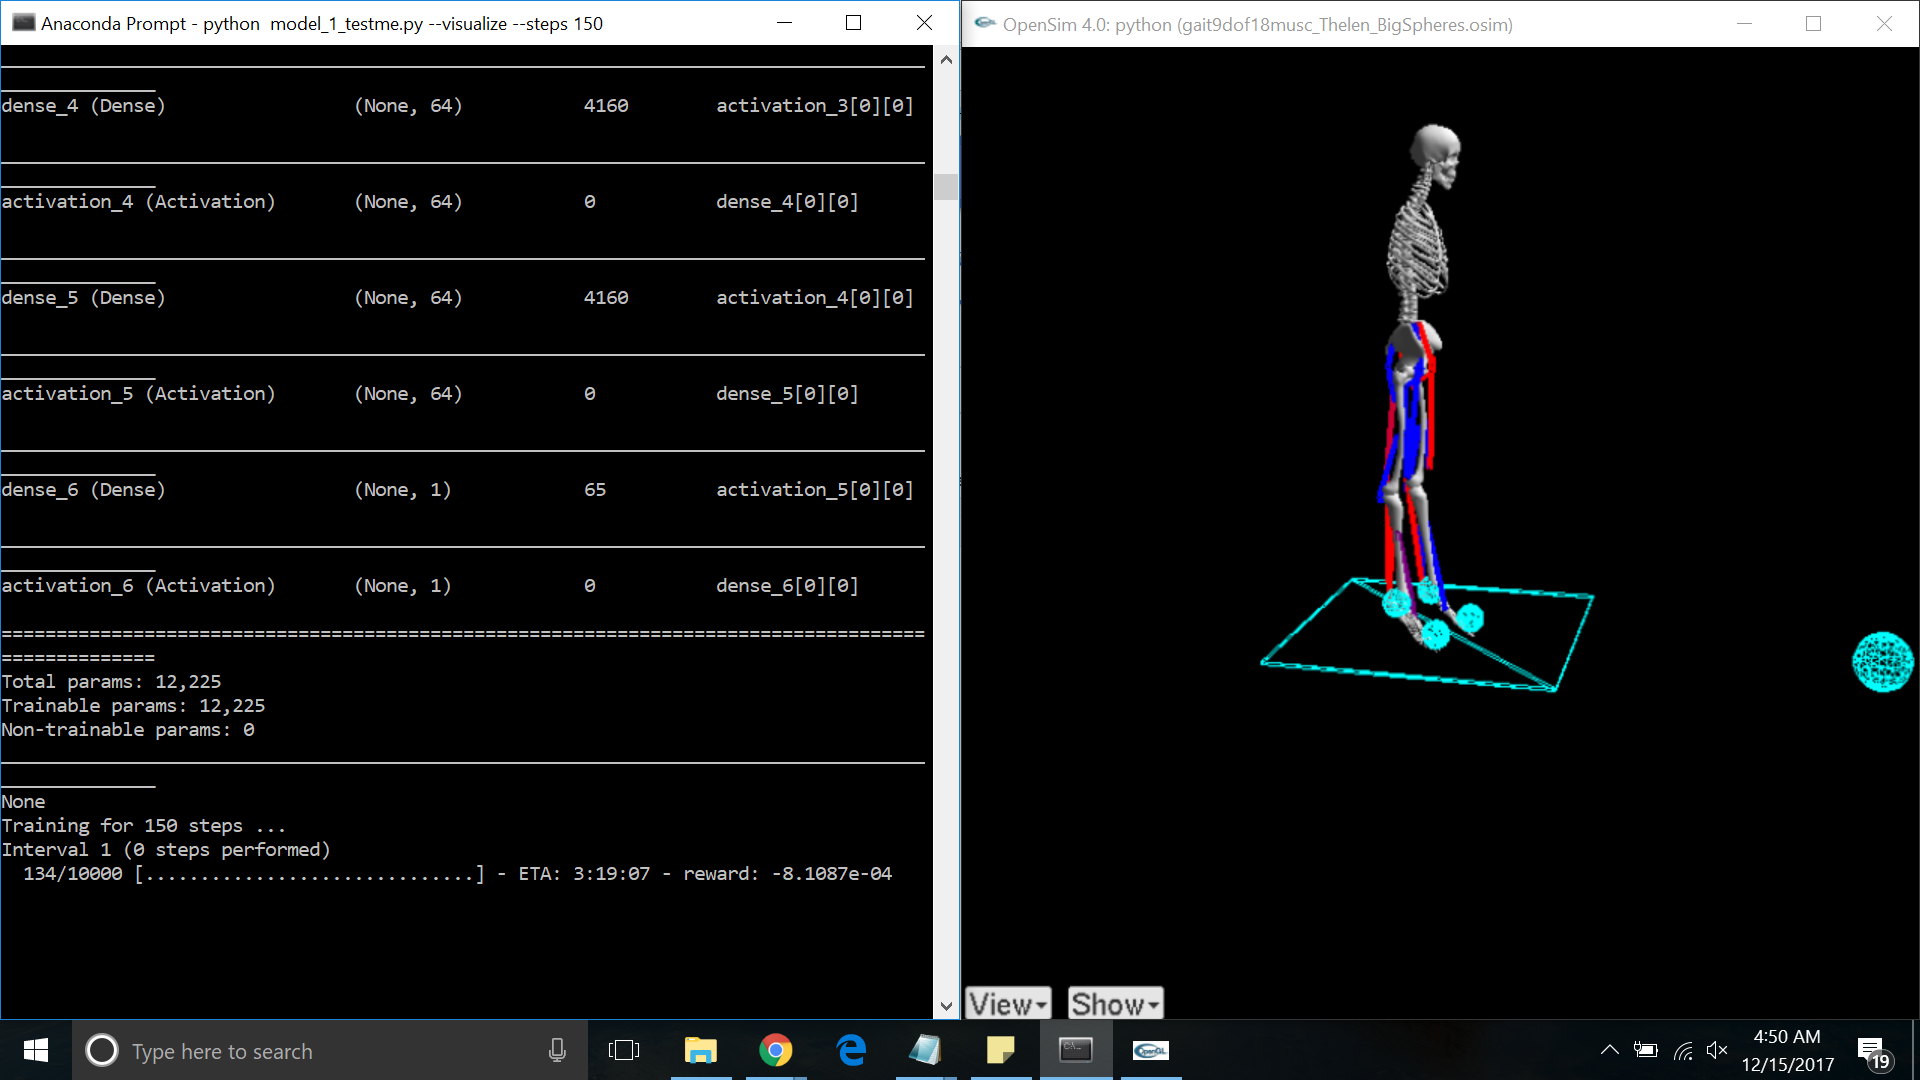 Anaconda Prompt - python  model_1_testme.py --visualize --steps 150
dense_4 (Dense) (None, 64) 4160 activation_3[0][0]
activation_4 (Activation) (None, 64) 0 dense_4[0][0]
dense_5 (Dense) (None, 64) 4160 activation_4[0][0]
activation_5 (Activation) (None, 64) 0 dense_5[0][0]
dense_6 (Dense) (None, 1) 65 activation_5[0][0]
activation_6 (Activation) (None, 1) 0 dense_6[0][0]
================================================================================
==============
Total params: 12,225
Trainable params: 12,225
Non-trainable params: 0
None
Training for 150 steps ...
Interval 1 (0 steps performed)
134/10000 [..............................] - ETA: 3:19:07 - reward: -8.1087e-04
OpenSim 4.0: python (gait9dof18musc_Thelen_BigSpheres.osim)
View
Show
Type here to search
OpenGL
4:50 AM
12/15/2017
19